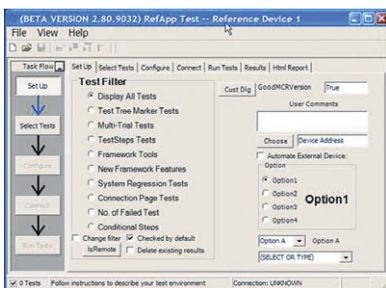 (BETA VERSION 2.80.9032) RefApp Test -- Reference Device 1
File View Help
Task Flow
Set Up Select Tests Configure Connect Run Tests Results Html Report
Set Up
Select Tests
Configure
Connect
Run Tests
Test Filter
Display All Tests
Test Tree Marker Tests
Multi-Trial Tests
TestSteps Tests
Framework Tools
New Framework Features
System Regression Tests
Connection Page Tests
No. of Failed Test
Conditional Steps
Change filter Checked by default
IsRemote Delete existing results
Cust Dlg GoodMCRVersion True
User Comments
Choose Device Address
Automate External Device:
Option
Option1
Option2
Option3
Option4
Option1
Option A Option A
(SELECT OR TYPE)
0 Tests Follow instructions to describe your test environment Connection: UNKNOWN